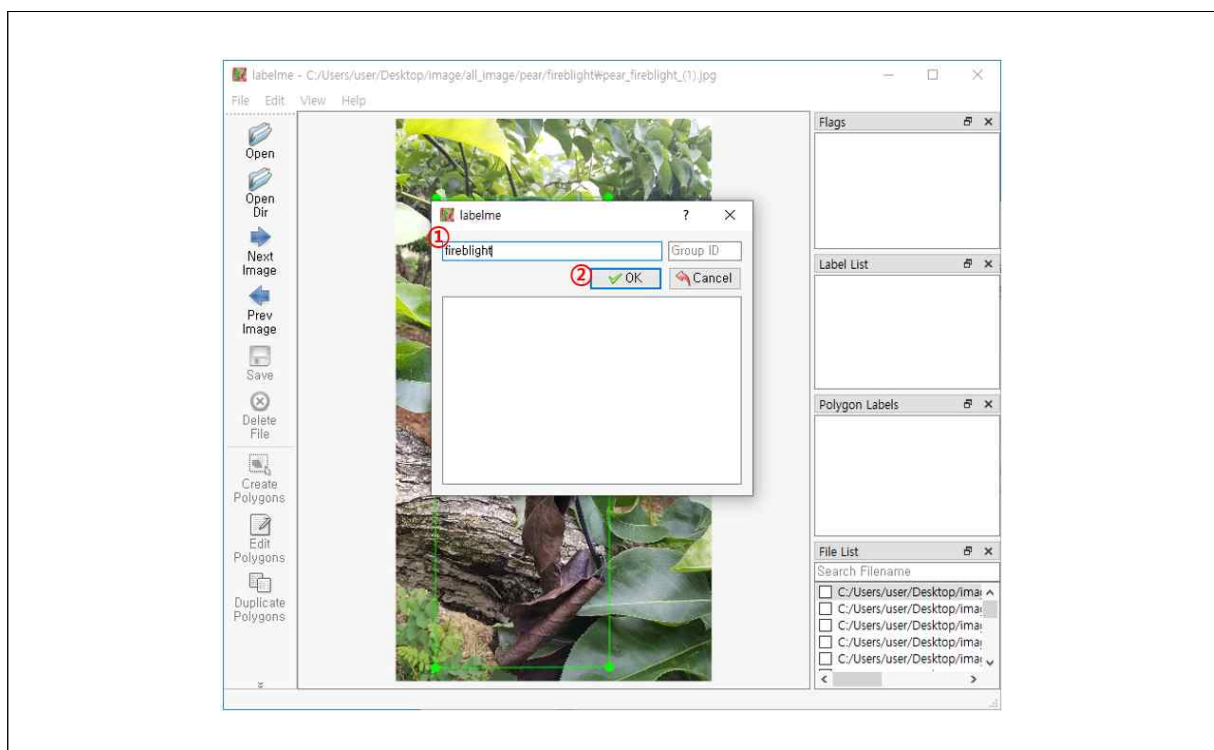 labelme - C:/Users/user/Desktop/image/all_image/pear/fireblight₩pear_fireblight_(1).jpg
File Edit View Help
Open
Open
Dir
Next
Image
Prev
Image
Save
Delete
File
Create
Polygons
Edit
Polygons
Duplicate
Polygons
labelme
①
fireblight
Group ID
②
OK
Cancel
Flags
Label List
Polygon Labels
File List
Search Filename
C:/Users/user/Desktop/ima
C:/Users/user/Desktop/ima
C:/Users/user/Desktop/ima
C:/Users/user/Desktop/ima
C:/Users/user/Desktop/ima